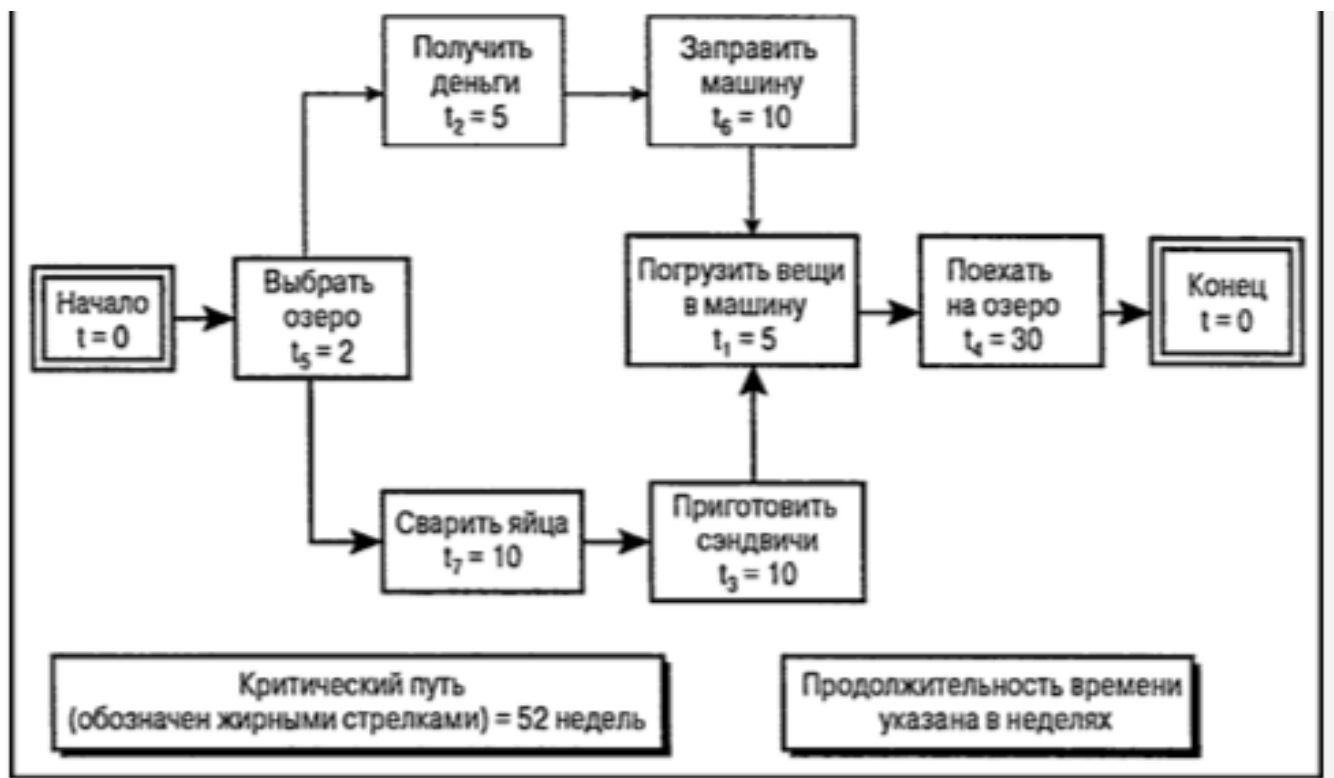 Получить
деньги
t₂ = 5
Заправить
машину
t₆ = 10
Начало
t = 0
Выбрать
озеро
t₅ = 2
Погрузить вещи
в машину
t₁ = 5
Поехать
на озеро
t₄ = 30
Конец
t = 0
Сварить яйца
t₇ = 10
Приготовить
сэндвичи
t₃ = 10
Критический путь
(обозначен жирными стрелками) = 52 недель
Продолжительность времени
указана в неделях